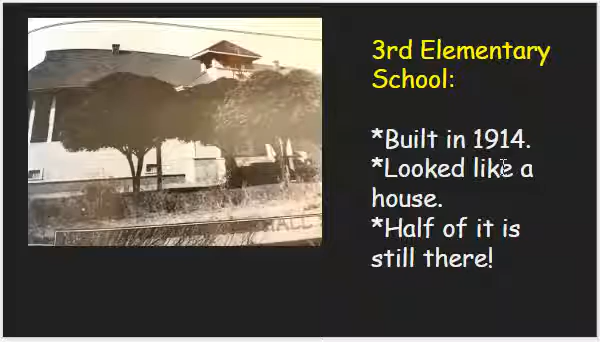 3rd Elementary
School:
*Built in 1914.
*Looked like a
house.
*Half of it is
still there!